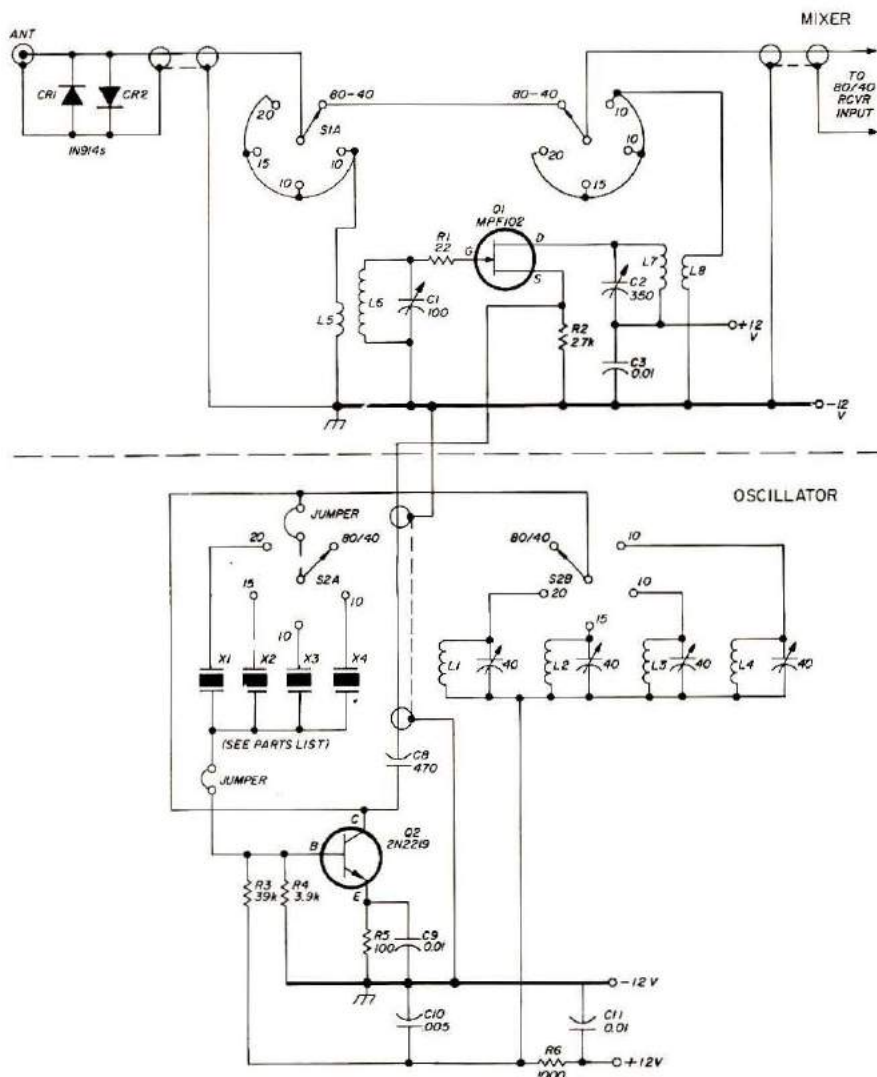 MIXER
ANT
CR1
CR2
1N914s
80-40
20
S1A
15
10
10
80-40
10
20
10
15
TO
80/40
RCVR
INPUT
Q1
MPF102
R1
22
G
D
S
L5
L6
C1
100
C2
350
L7
L8
R2
2.7k
C3
0.01
+12
V
-12
V
OSCILLATOR
JUMPER
20
80/40
S2A
15
10
10
80/40
S2B
20
10
10
15
X1
X2
X3
X4
L1
40
L2
40
L3
40
L4
40
(SEE PARTS LIST)
JUMPER
C8
470
C
Q2
2N2219
B
E
R3
39k
R4
3.9k
R5
100
C9
0.01
-12V
C10
.005
C11
0.01
R6
1000
+12V